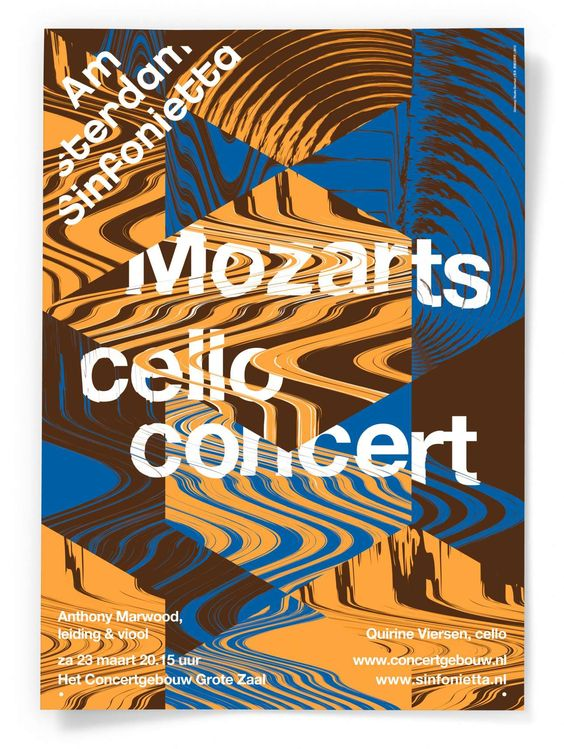 Am
sterdam
Sinfonietta
Mozarts
cello
concert
Anthony Marwood,
leiding & viool
za 23 maart 20.15 uur
Het Concertgebouw Grote Zaal
Quirine Viersen, cello
www.concertgebouw.nl
www.sinfonietta.nl